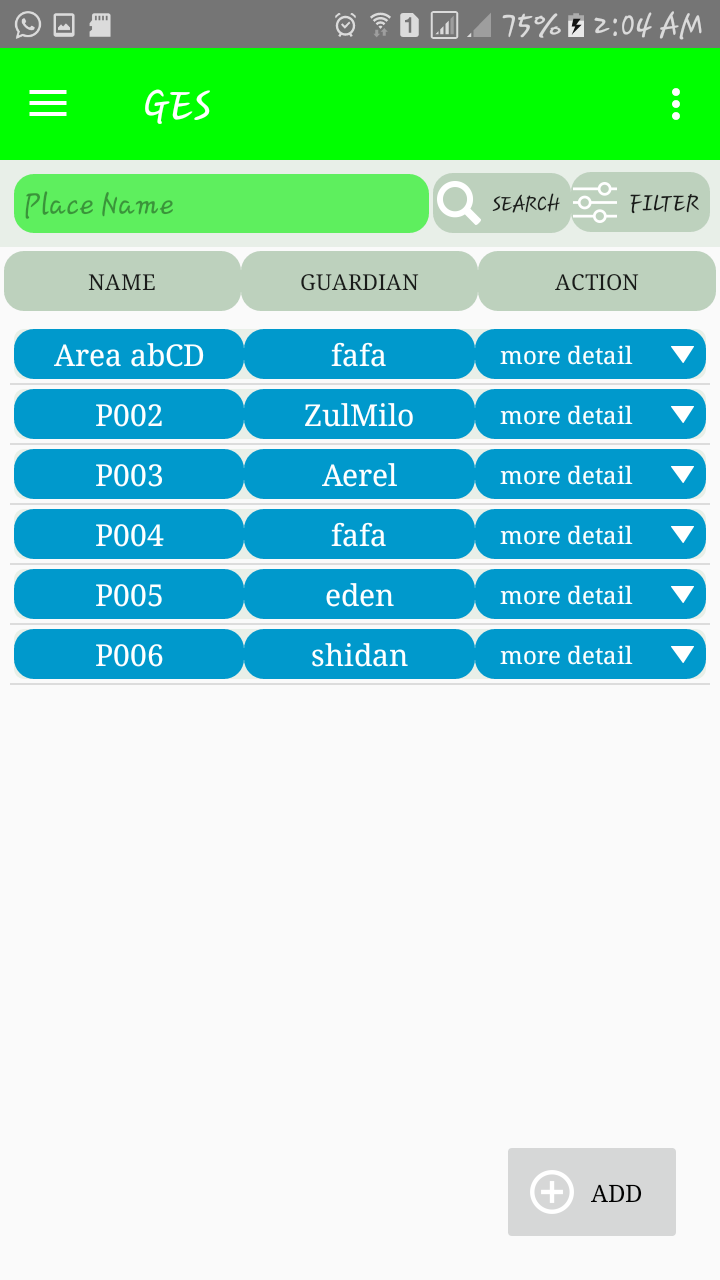 1 75% 2:04 AM
GES
Place Name SEARCH FILTER
NAME GUARDIAN ACTION
Area abCD fafa more detail
P002 ZulMilo more detail
P003 Aerel more detail
P004 fafa more detail
P005 eden more detail
P006 shidan more detail
ADD